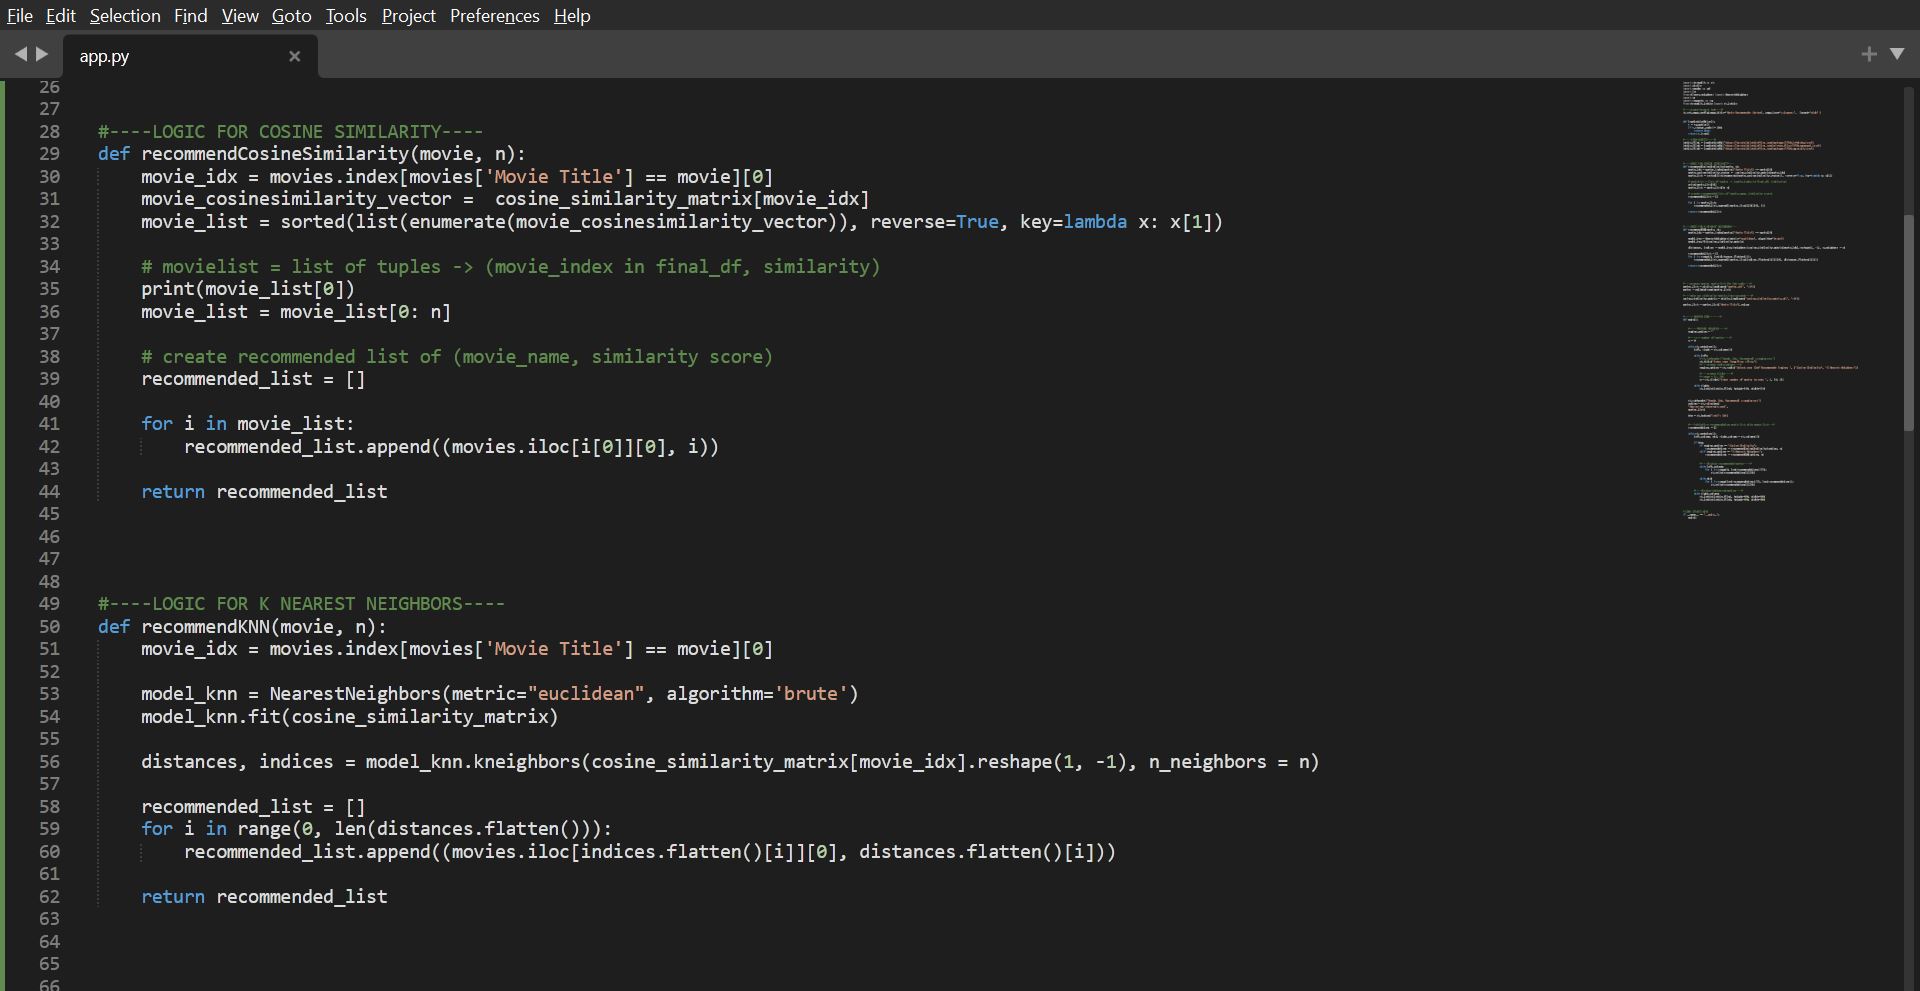 File Edit Selection Find View Goto Tools Project Preferences Help
app.py
26
27
28 #----LOGIC FOR COSINE SIMILARITY----
29 def recommendCosineSimilarity(movie, n):
30     movie_idx = movies.index[movies['Movie Title'] == movie][0]
31     movie_cosinesimilarity_vector =  cosine_similarity_matrix[movie_idx]
32     movie_list = sorted(list(enumerate(movie_cosinesimilarity_vector)), reverse=True, key=lambda x: x[1])
33
34     # movielist = list of tuples -> (movie_index in final_df, similarity)
35     print(movie_list[0])
36     movie_list = movie_list[0: n]
37
38     # create recommended list of (movie_name, similarity score)
39     recommended_list = []
40
41     for i in movie_list:
42         recommended_list.append((movies.iloc[i[0]][0], i))
43
44     return recommended_list
45
46
47
48
49 #----LOGIC FOR K NEAREST NEIGHBORS----
50 def recommendKNN(movie, n):
51     movie_idx = movies.index[movies['Movie Title'] == movie][0]
52
53     model_knn = NearestNeighbors(metric="euclidean", algorithm='brute')
54     model_knn.fit(cosine_similarity_matrix)
55
56     distances, indices = model_knn.kneighbors(cosine_similarity_matrix[movie_idx].reshape(1, -1), n_neighbors = n)
57
58     recommended_list = []
59     for i in range(0, len(distances.flatten())):
60         recommended_list.append((movies.iloc[indices.flatten()[i]][0], distances.flatten()[i]))
61
62     return recommended_list
63
64
65
66